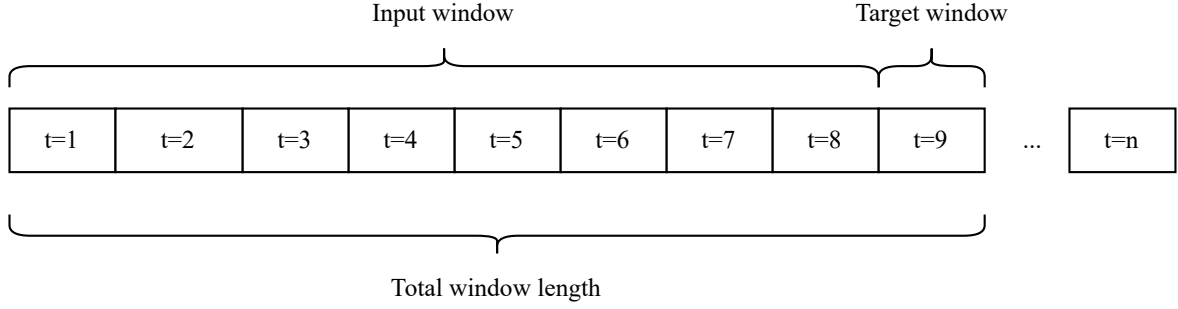 Input window Target window
t=1 t=2 t=3 t=4 t=5 t=6 t=7 t=8 t=9 ... t=n
Total window length